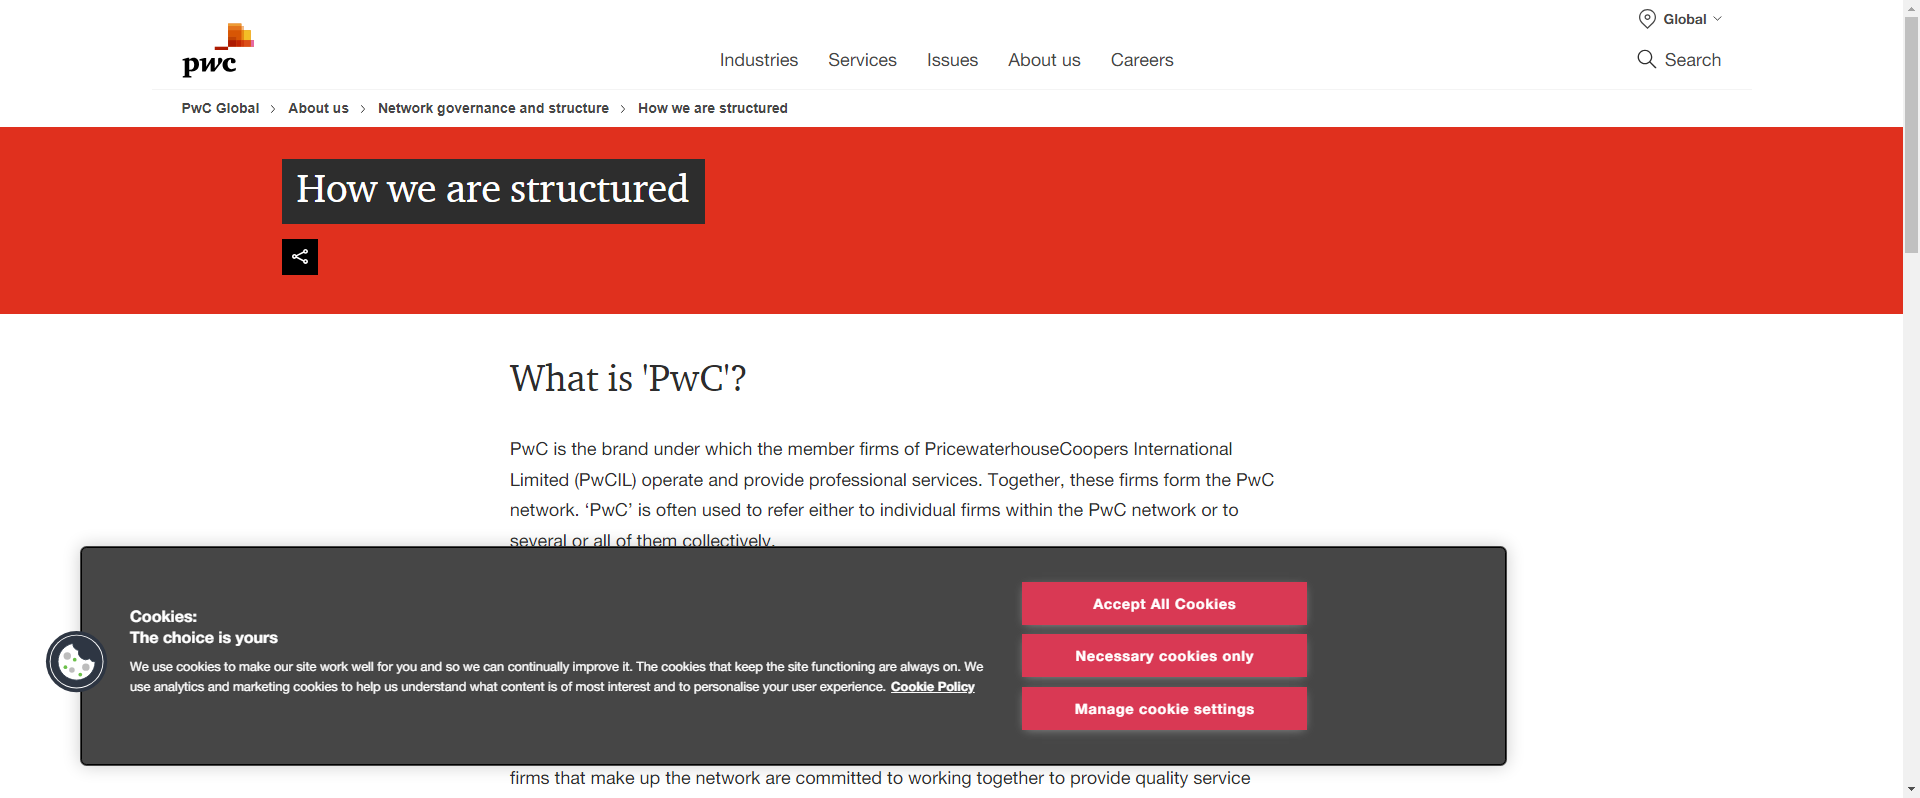 Global
pwc
Industries
Services
Issues
About us
Careers
Search
PwC Global > About us > Network governance and structure > How we are structured
How we are structured
What is 'PwC'?
PwC is the brand under which the member firms of PricewaterhouseCoopers International
Limited (PwCIL) operate and provide professional services. Together, these firms form the PwC
network. ‘PwC’ is often used to refer either to individual firms within the PwC network or to
several or all of them collectively.
Cookies:
The choice is yours
We use cookies to make our site work well for you and so we can continually improve it. The cookies that keep the site functioning are always on. We
use analytics and marketing cookies to help us understand what content is of most interest and to personalise your user experience. Cookie Policy
Accept All Cookies
Necessary cookies only
Manage cookie settings
firms that make up the network are committed to working together to provide quality service